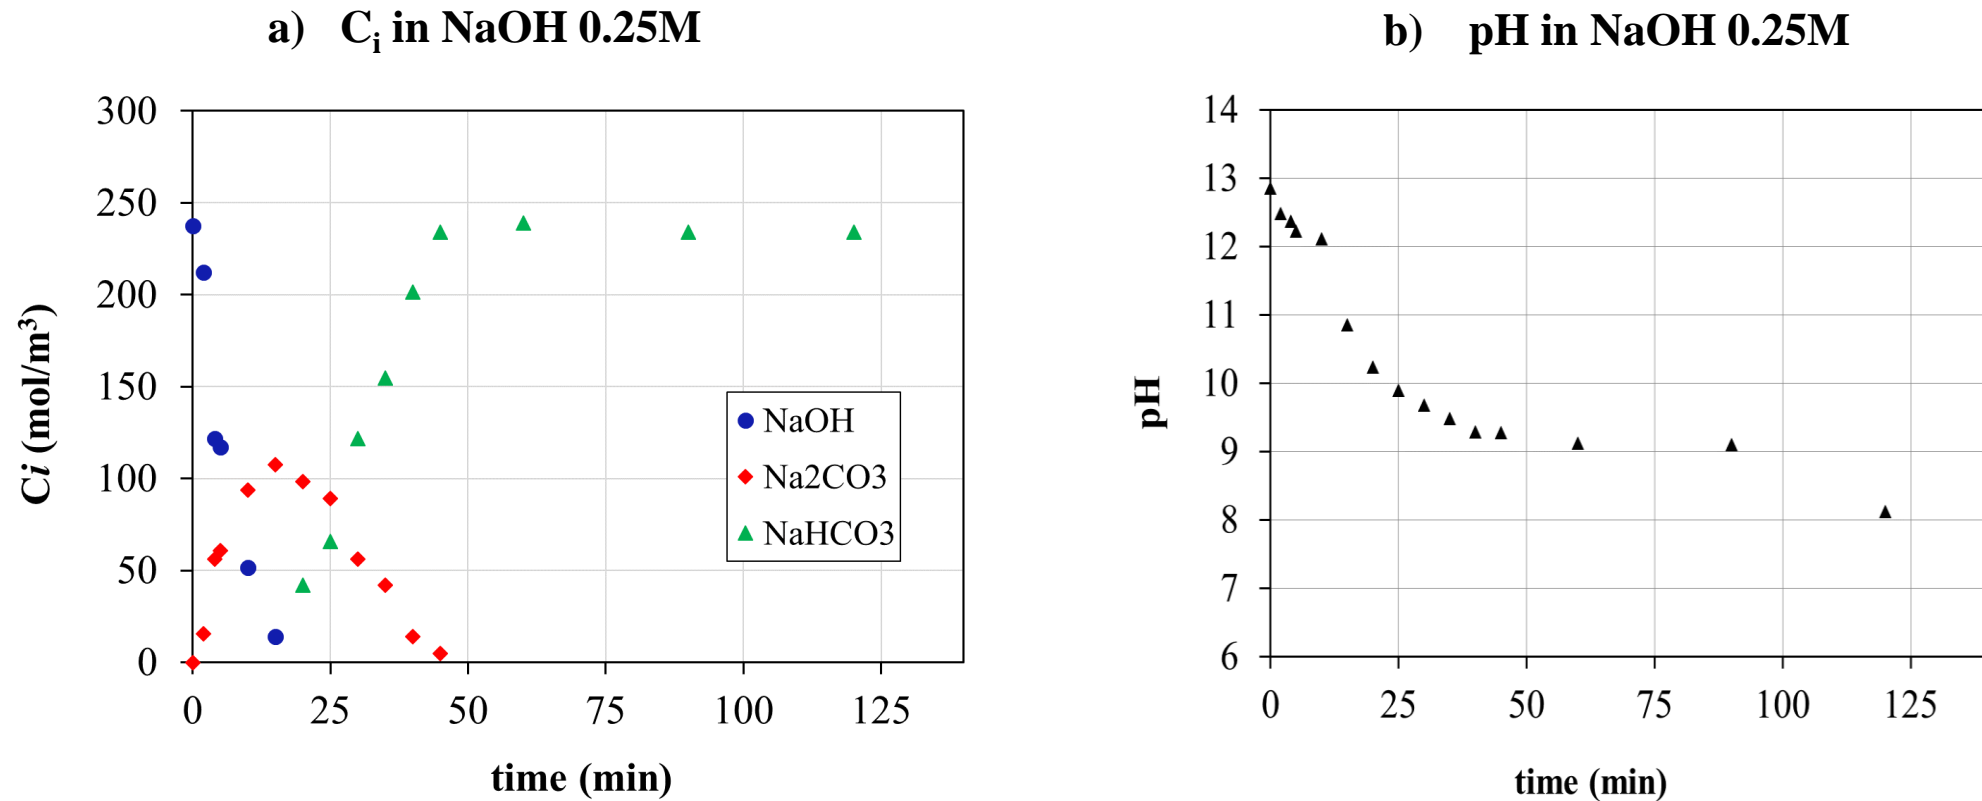 a) Cᵢ in NaOH 0.25M
300
250
200
150
100
50
0
0 25 50 75 100 125
Ci (mol/m³)
time (min)
NaOH
Na2CO3
NaHCO3
b) pH in NaOH 0.25M
14
13
12
11
10
9
8
7
6
0 25 50 75 100 125
pH
time (min)